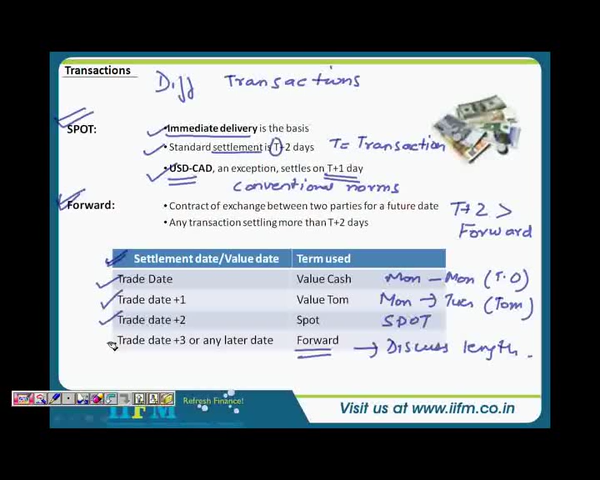 Transactions
Diff Transactions
SPOT:
•Immediate delivery is the basis
•Standard settlement is T+2 days
T = Transaction
•USD-CAD, an exception, settles on T+1 day
Conventional norms
Forward:
• Contract of exchange between two parties for a future date
• Any transaction settling more than T+2 days
T+2 >
Forward
Settlement date/Value date Term used
Trade Date Value Cash Mon - Mon (T.O)
Trade date +1 Value Tom Mon → Tues (Tom)
Trade date +2 Spot SPOT
Trade date +3 or any later date Forward → Discuss length.
IIFM Refresh Finance!
Visit us at www.iifm.co.in